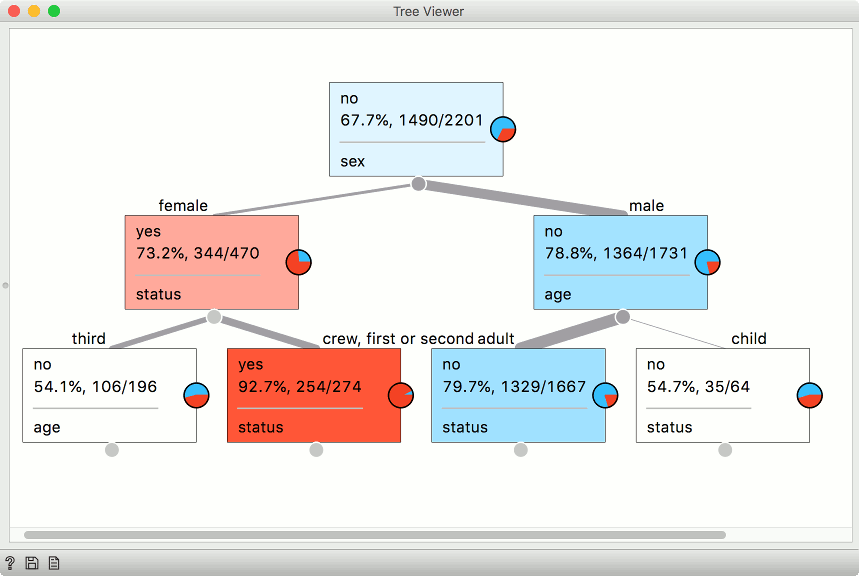 Tree Viewer
no
67.7%, 1490/2201
sex
female
male
yes
73.2%, 344/470
status
no
78.8%, 1364/1731
age
third
crew, first or second
adult
child
no
54.1%, 106/196
age
yes
92.7%, 254/274
status
no
79.7%, 1329/1667
status
no
54.7%, 35/64
status
?